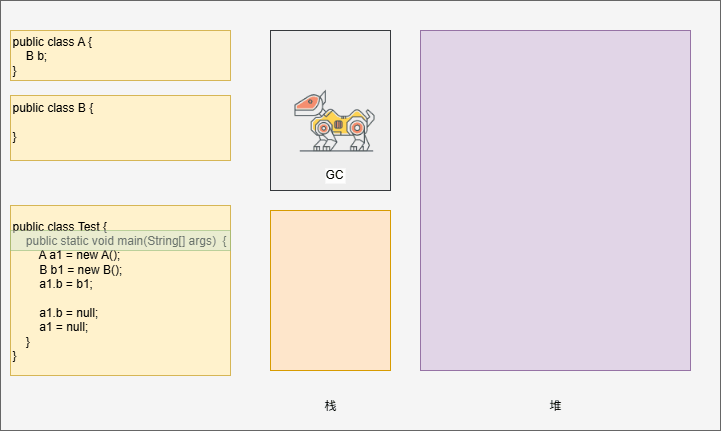 public class A {
    B b;
}
public class B {
}
public class Test {
    public static void main(String[] args)  {
        A a1 = new A();
        B b1 = new B();
        a1.b = b1;
        a1.b = null;
        a1 = null;
    }
}
GC
栈
堆